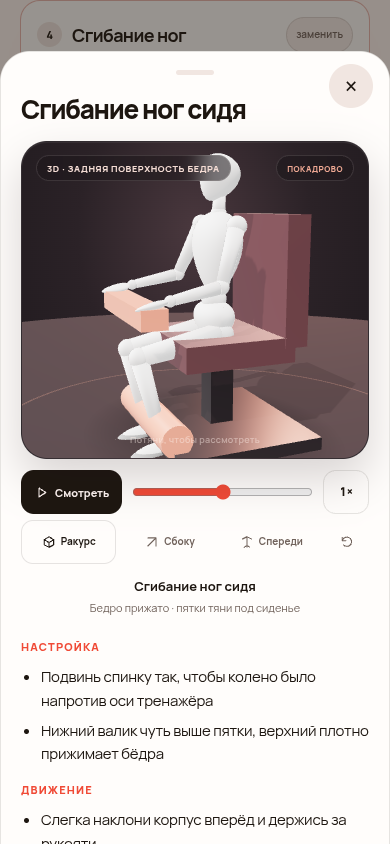 4
Сгибание ног
заменить
×
Сгибание ног сидя
3D · ЗАДНЯЯ ПОВЕРХНОСТЬ БЕДРА
ПОКАДРОВО
Потяни, чтобы рассмотреть
Смотреть
1×
Ракурс
Сбоку
Спереди
Сгибание ног сидя
Бедро прижато · пятки тяни под сиденье
НАСТРОЙКА
• Подвинь спинку так, чтобы колено было
напротив оси тренажёра
• Нижний валик чуть выше пятки, верхний плотно
прижимает бёдра
ДВИЖЕНИЕ
• Слегка наклони корпус вперёд и держись за
рукояти